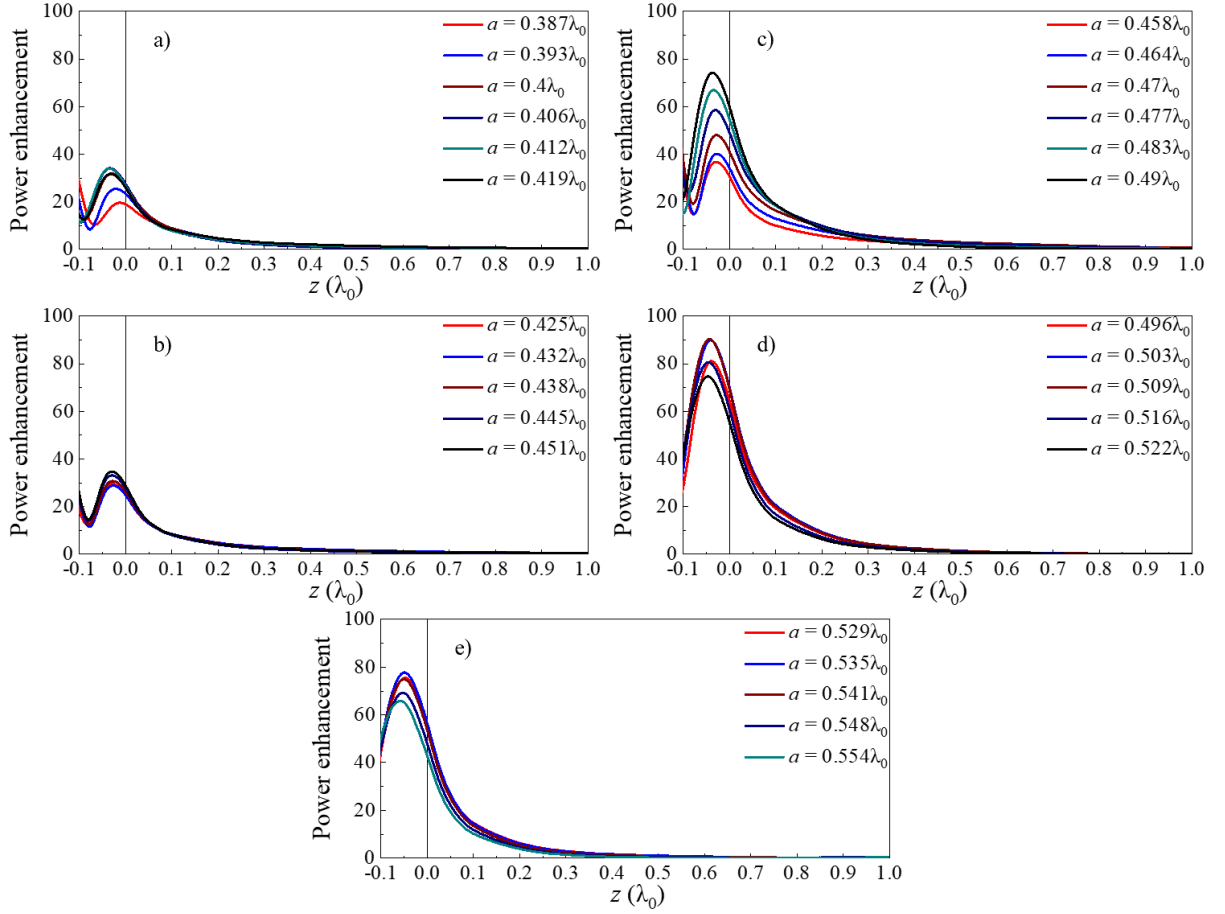 a)
Power enhancement
100
80
60
40
20
0
-0.1 0.0 0.1 0.2 0.3 0.4 0.5 0.6 0.7 0.8 0.9 1.0
z (λ0)
a = 0.387λ0
a = 0.393λ0
a = 0.4λ0
a = 0.406λ0
a = 0.412λ0
a = 0.419λ0
c)
Power enhancement
100
80
60
40
20
0
-0.1 0.0 0.1 0.2 0.3 0.4 0.5 0.6 0.7 0.8 0.9 1.0
z (λ0)
a = 0.458λ0
a = 0.464λ0
a = 0.47λ0
a = 0.477λ0
a = 0.483λ0
a = 0.49λ0
b)
Power enhancement
100
80
60
40
20
0
-0.1 0.0 0.1 0.2 0.3 0.4 0.5 0.6 0.7 0.8 0.9 1.0
z (λ0)
a = 0.425λ0
a = 0.432λ0
a = 0.438λ0
a = 0.445λ0
a = 0.451λ0
d)
Power enhancement
100
80
60
40
20
0
-0.1 0.0 0.1 0.2 0.3 0.4 0.5 0.6 0.7 0.8 0.9 1.0
z (λ0)
a = 0.496λ0
a = 0.503λ0
a = 0.509λ0
a = 0.516λ0
a = 0.522λ0
e)
Power enhancement
100
80
60
40
20
0
-0.1 0.0 0.1 0.2 0.3 0.4 0.5 0.6 0.7 0.8 0.9 1.0
z (λ0)
a = 0.529λ0
a = 0.535λ0
a = 0.541λ0
a = 0.548λ0
a = 0.554λ0